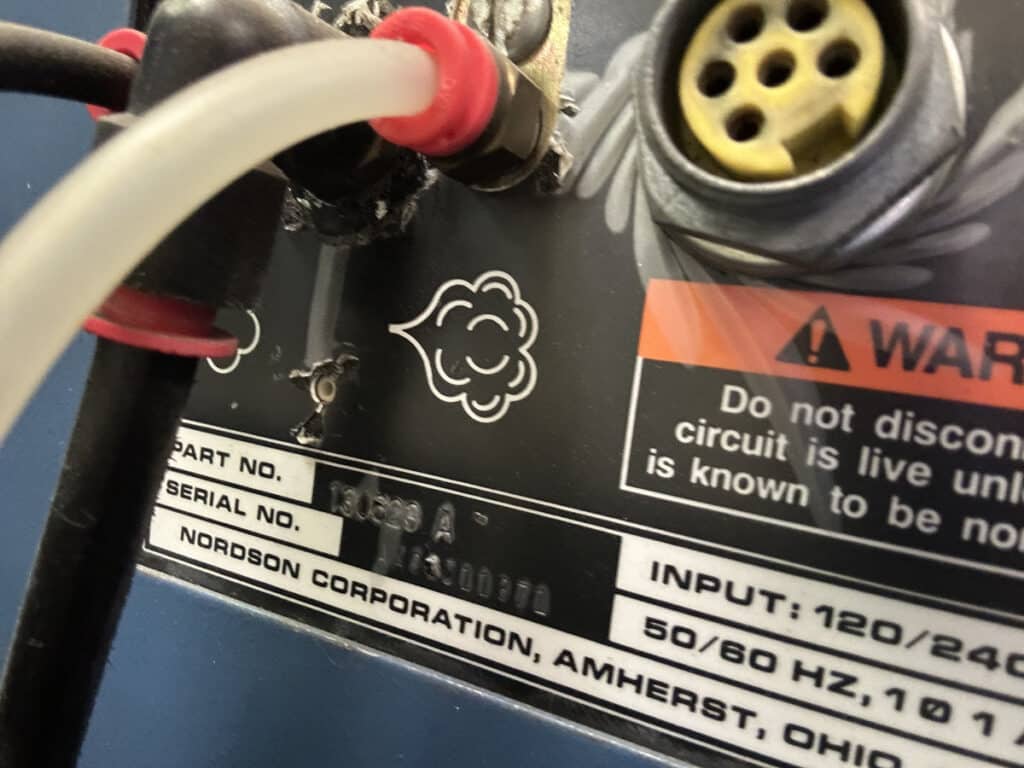 WAR
Do not discon
circuit is live unl
is known to be no
PART NO. A -
SERIAL NO.
NORDSON CORPORATION, AMHERST, OHIO
INPUT: 120/240
50/60 HZ, 1 Ø 1 A